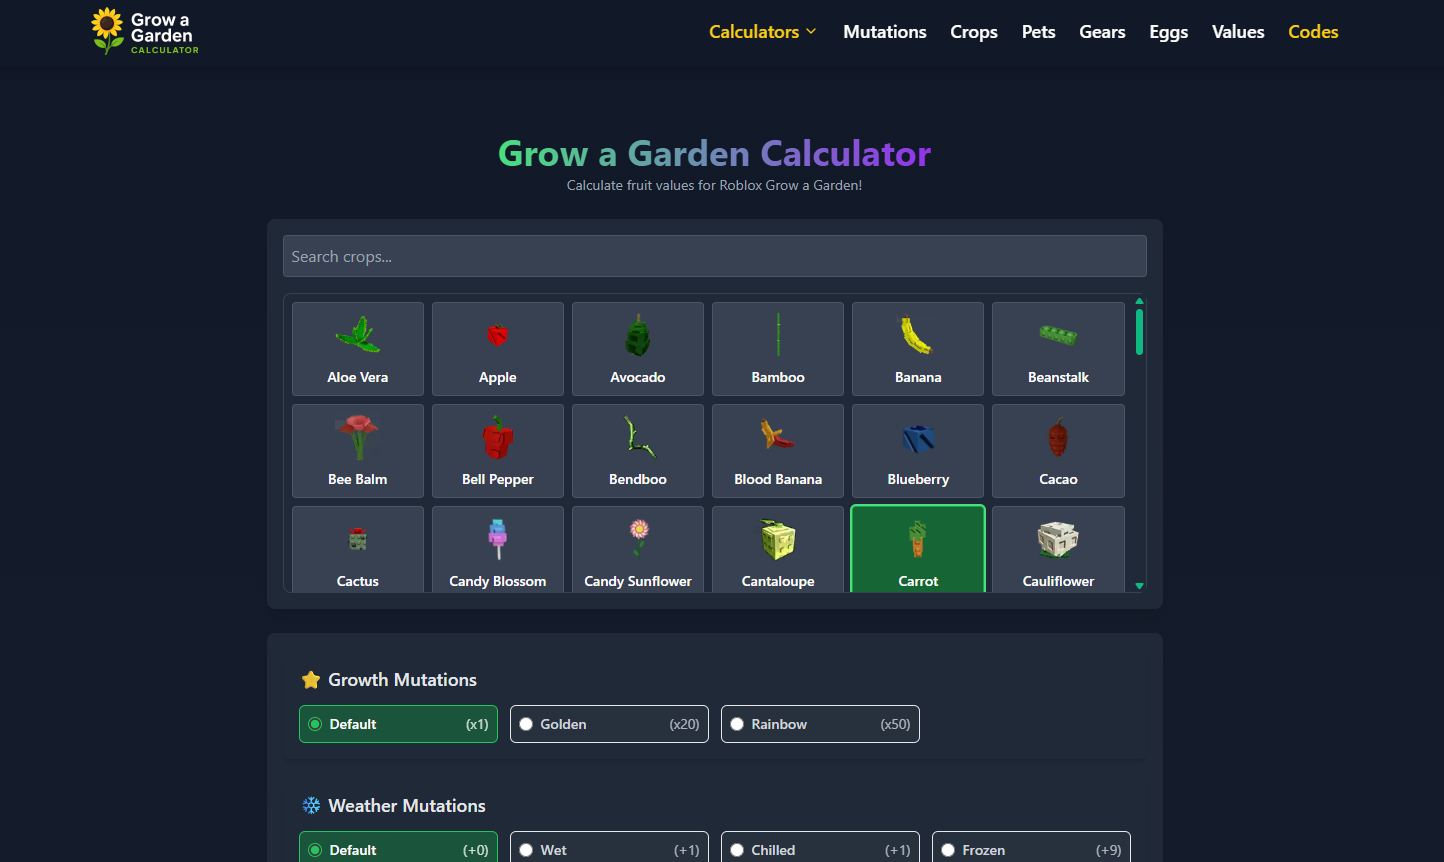 Grow a
Garden
CALCULATOR
Calculators Mutations Crops Pets Gears Eggs Values Codes
Grow a Garden Calculator
Calculate fruit values for Roblox Grow a Garden!
Search crops...
Aloe Vera Apple Avocado Bamboo Banana Beanstalk
Bee Balm Bell Pepper Bendboo Blood Banana Blueberry Cacao
Cactus Candy Blossom Candy Sunflower Cantaloupe Carrot Cauliflower
Growth Mutations
Default (x1) Golden (x20) Rainbow (x50)
Weather Mutations
Default (+0) Wet (+1) Chilled (+1) Frozen (+9)